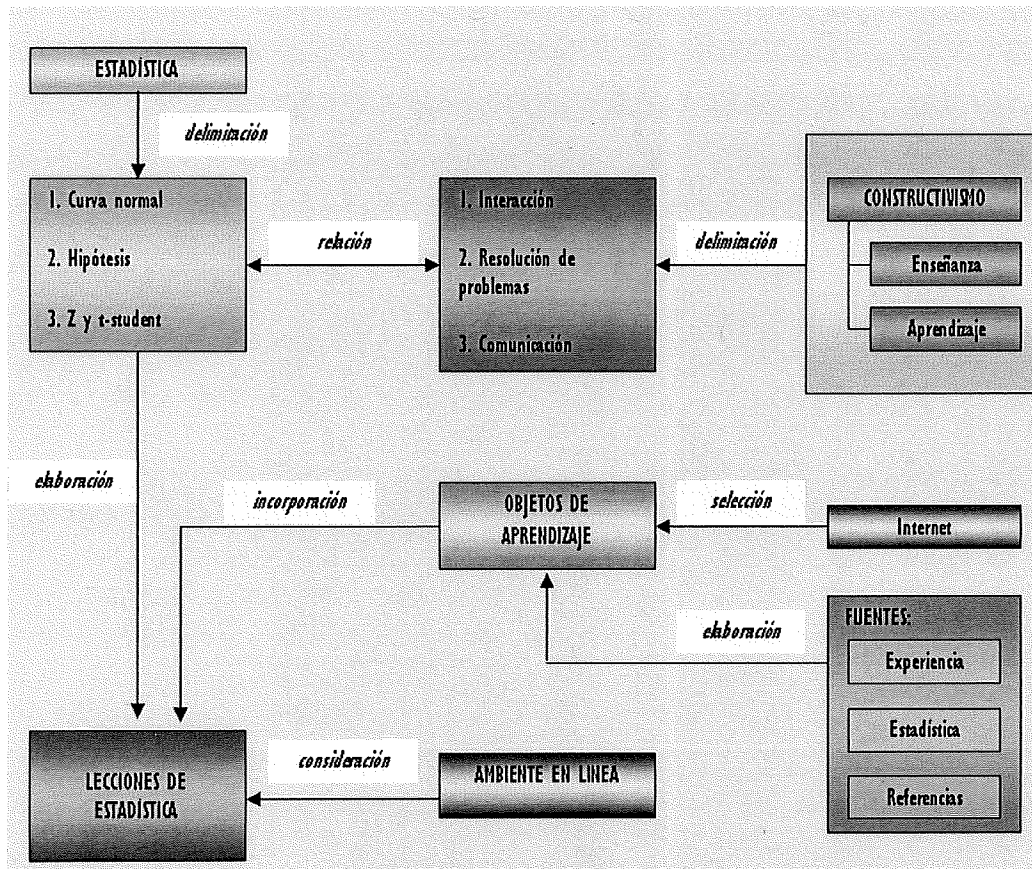 ESTADÍSTICA
delimitación
1. Curva normal
2. Hipótesis
3. Z y t-student
relación
1. Interacción
2. Resolución de
problemas
3. Comunicación
delimitación
CONSTRUCTIVISMO
Enseñanza
Aprendizaje
elaboración
incorporación
OBJETOS DE
APRENDIZAJE
selección
Internet
elaboración
FUENTES:
Experiencia
Estadística
Referencias
LECCIONES DE
ESTADÍSTICA
consideración
AMBIENTE EN LINEA